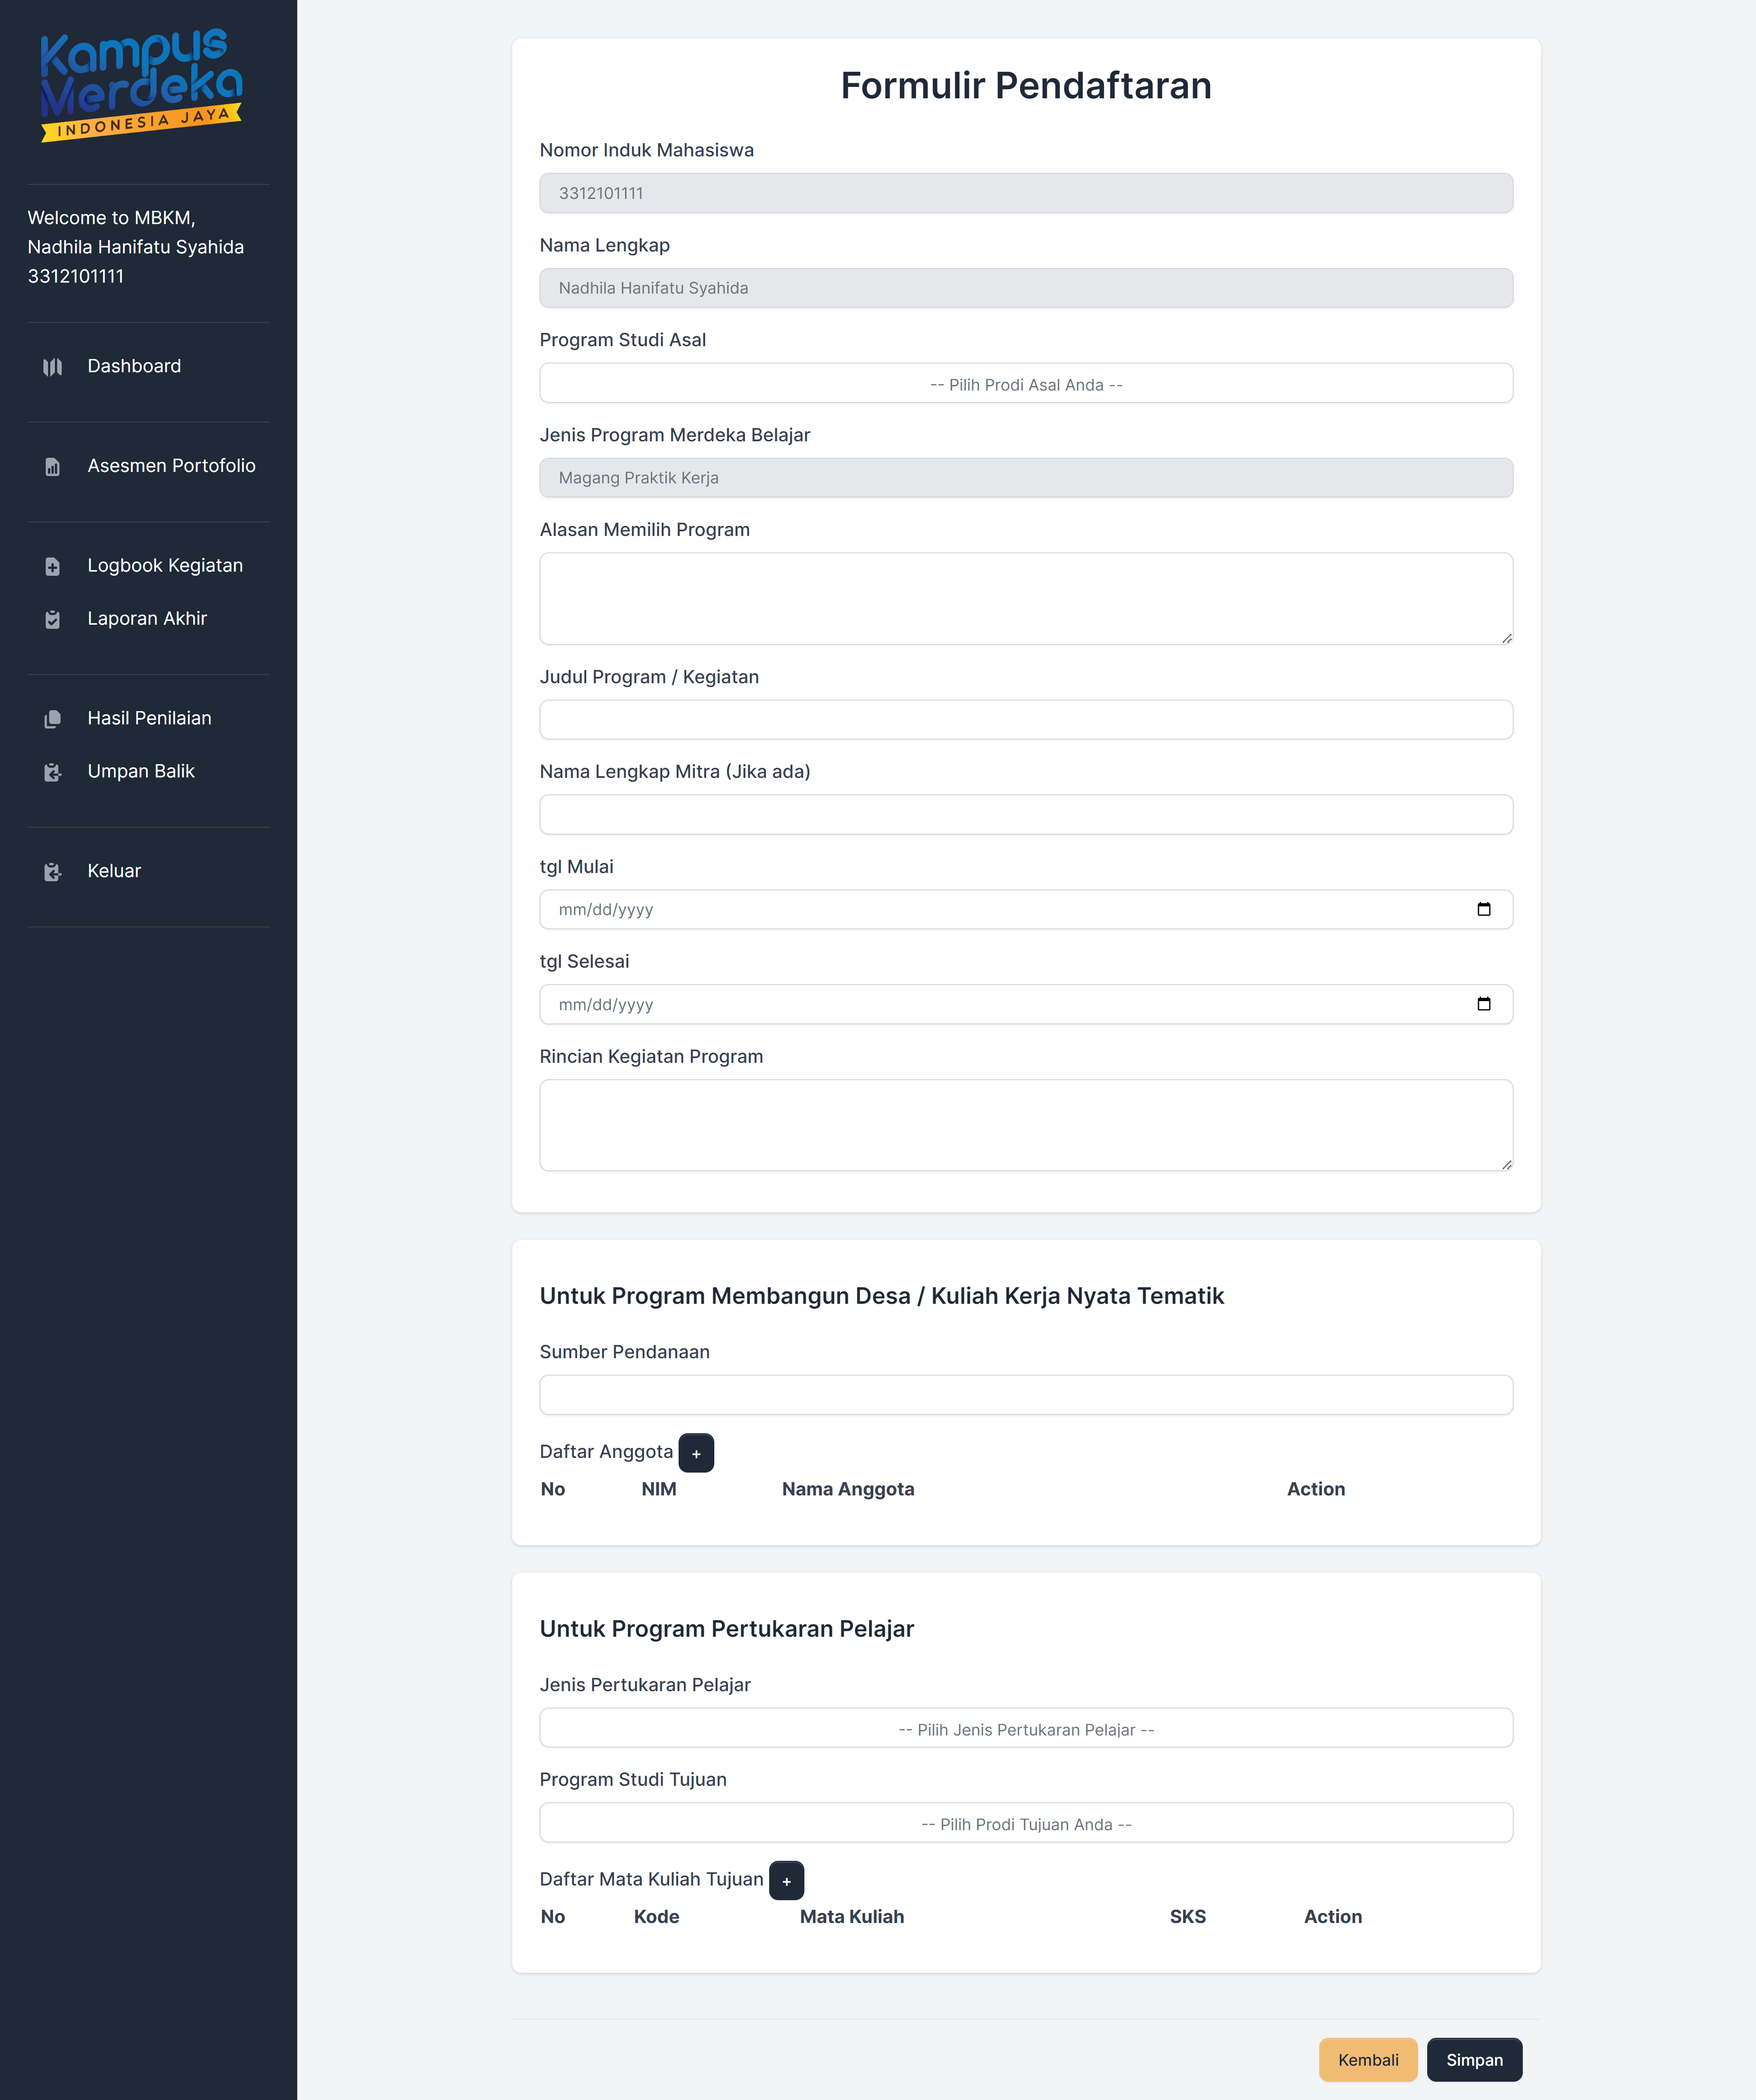 Kampus
Merdeka
INDONESIA JAYA
Welcome to MBKM,
Nadhila Hanifatu Syahida
3312101111
Dashboard
Asesmen Portofolio
Logbook Kegiatan
Laporan Akhir
Hasil Penilaian
Umpan Balik
Keluar
Formulir Pendaftaran
Nomor Induk Mahasiswa
3312101111
Nama Lengkap
Nadhila Hanifatu Syahida
Program Studi Asal
-- Pilih Prodi Asal Anda --
Jenis Program Merdeka Belajar
Magang Praktik Kerja
Alasan Memilih Program
Judul Program / Kegiatan
Nama Lengkap Mitra (Jika ada)
tgl Mulai
mm/dd/yyyy
tgl Selesai
mm/dd/yyyy
Rincian Kegiatan Program
Untuk Program Membangun Desa / Kuliah Kerja Nyata Tematik
Sumber Pendanaan
Daftar Anggota +
No NIM Nama Anggota Action
Untuk Program Pertukaran Pelajar
Jenis Pertukaran Pelajar
-- Pilih Jenis Pertukaran Pelajar --
Program Studi Tujuan
-- Pilih Prodi Tujuan Anda --
Daftar Mata Kuliah Tujuan +
No Kode Mata Kuliah SKS Action
Kembali Simpan